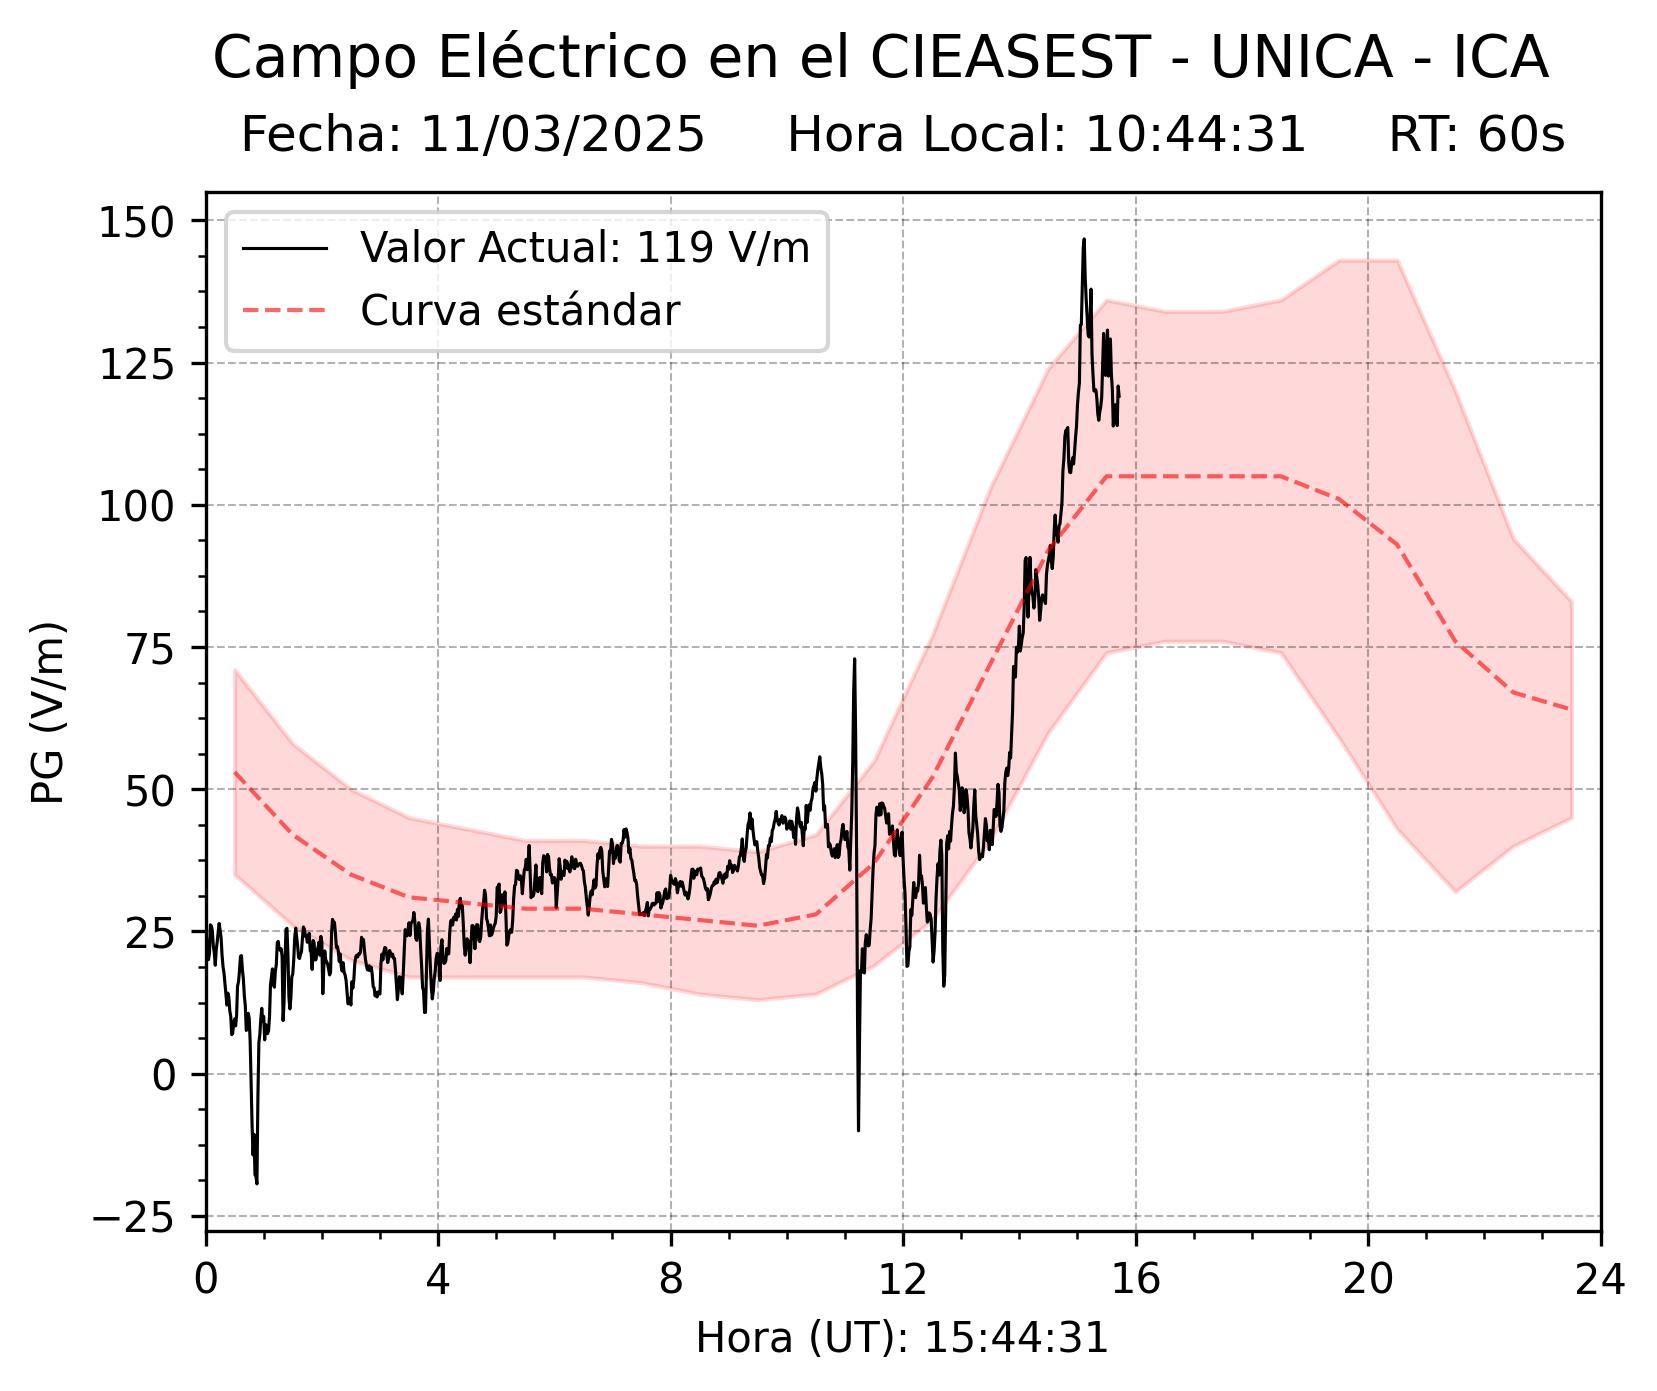 Campo Eléctrico en el CIEASEST - UNICA - ICA
Fecha: 11/03/2025 Hora Local: 10:44:31 RT: 60s
Valor Actual: 119 V/m
Curva estándar
PG (V/m)
150
125
100
75
50
25
0
−25
0 4 8 12 16 20 24
Hora (UT): 15:44:31